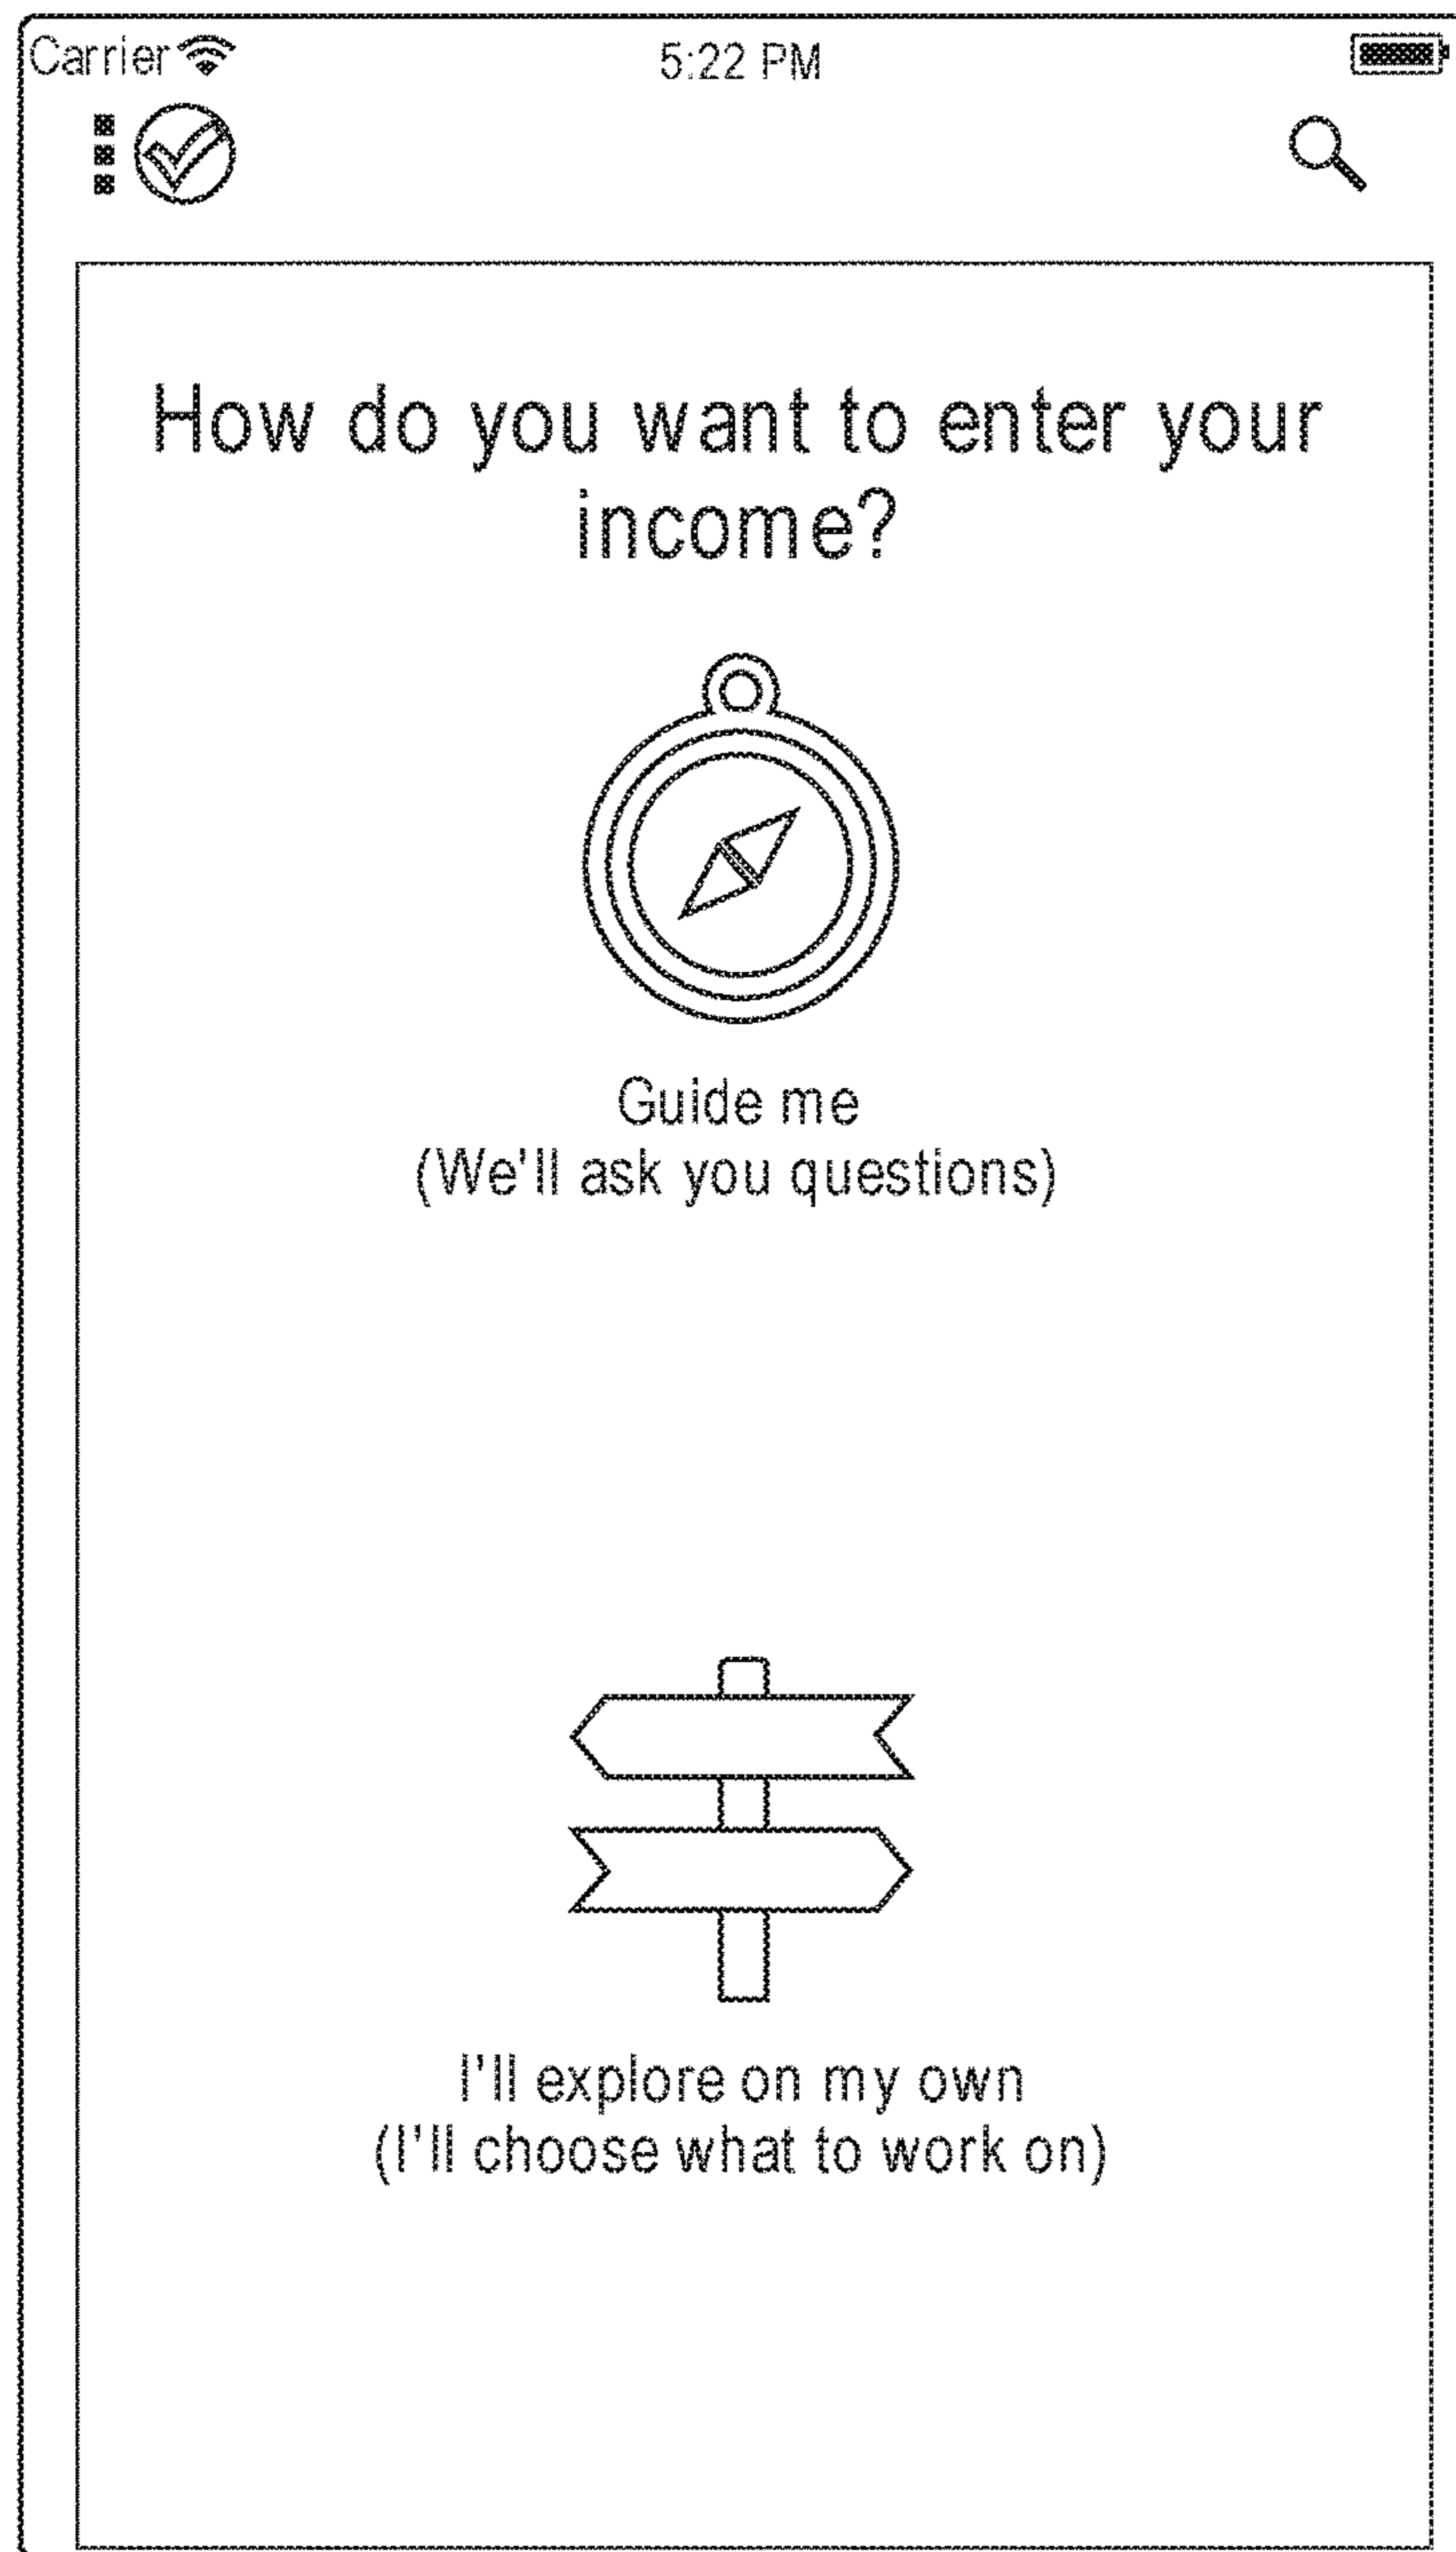 Carrier
5:22 PM
How do you want to enter your
income?
Guide me
(We'll ask you questions)
I'll explore on my own
(I'll choose what to work on)